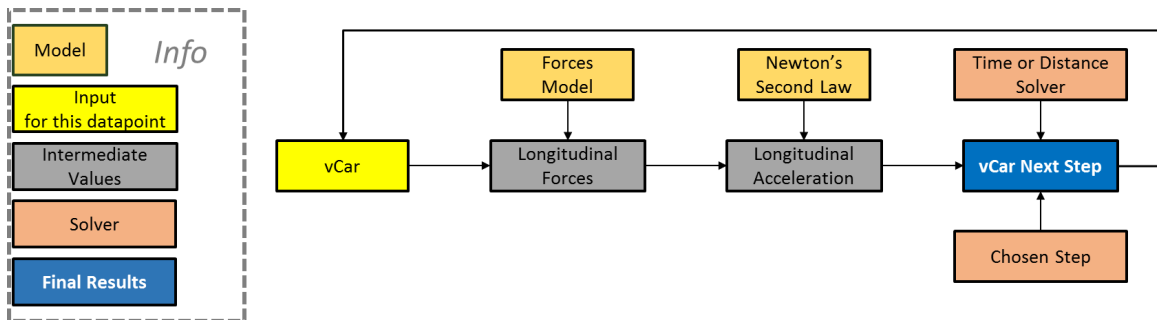 Model
Info
Input
for this datapoint
Intermediate
Values
Solver
Final Results
Forces
Model
Newton's
Second Law
Time or Distance
Solver
vCar
Longitudinal
Forces
Longitudinal
Acceleration
vCar Next Step
Chosen Step